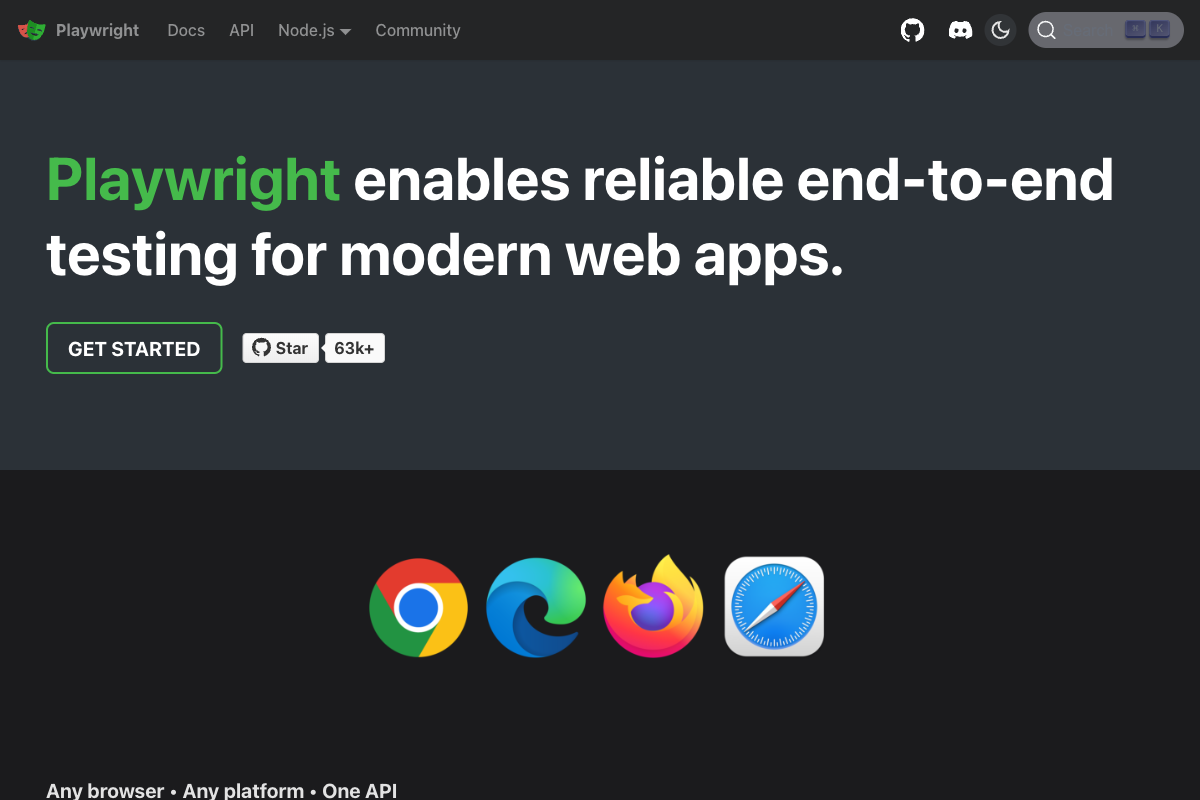 Playwright Docs API Node.js Community ⌘ K
Playwright enables reliable end-to-end
testing for modern web apps.
GET STARTED Star 63k+
Any browser • Any platform • One API